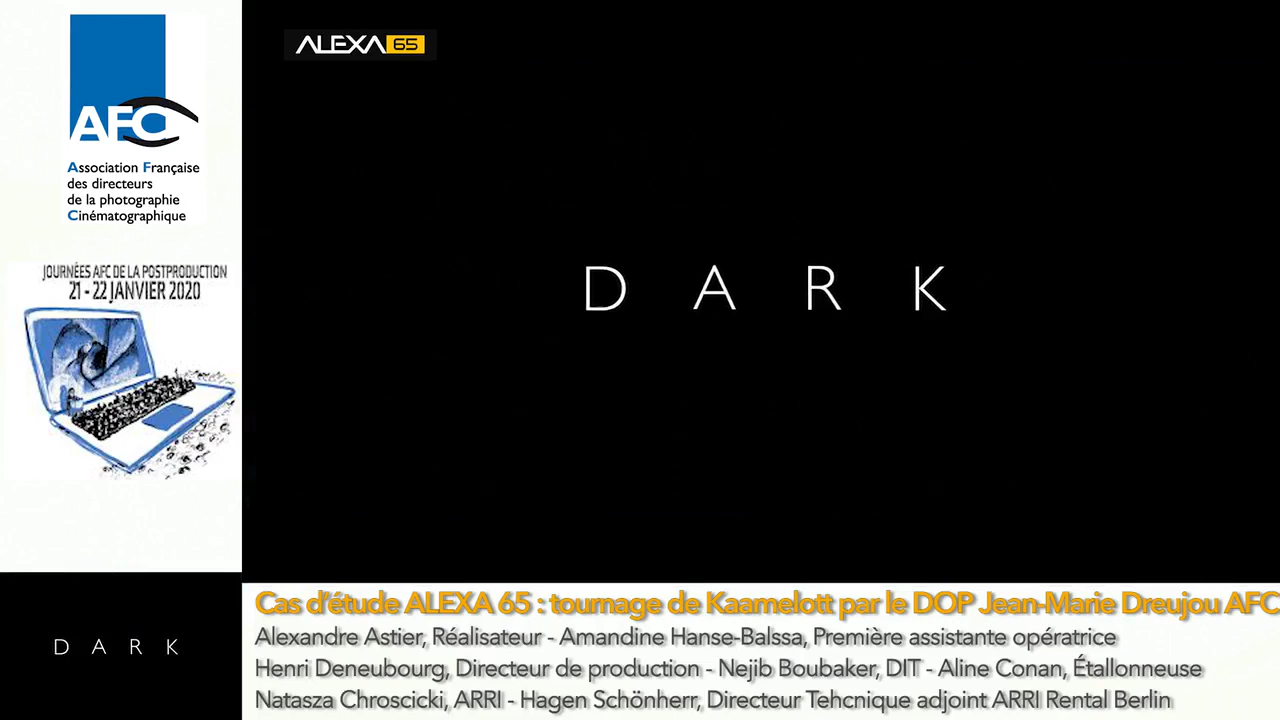 AFC
Association Française
des directeurs
de la photographie
Cinématographique
JOURNÉES AFC DE LA POSTPRODUCTION
21 - 22 JANVIER 2020
ALEXA 65
DARK
DARK
Cas d'étude ALEXA 65 : tournage de Kaamelott par le DOP Jean-Marie Dreujou AFC
Alexandre Astier, Réalisateur - Amandine Hanse-Balssa, Première assistante opératrice
Henri Deneubourg, Directeur de production - Nejib Boubaker, DIT - Aline Conan, Étallonneuse
Natasza Chroscicki, ARRI - Hagen Schönherr, Directeur Tehcnique adjoint ARRI Rental Berlin